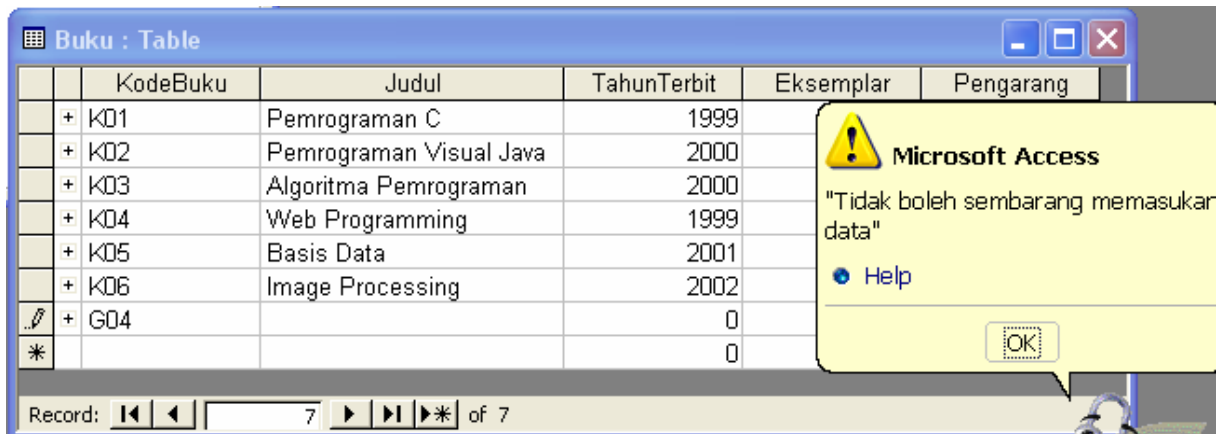 Buku : Table
KodeBuku Judul TahunTerbit Eksemplar Pengarang
+ K01 Pemrograman C 1999
+ K02 Pemrograman Visual Java 2000
+ K03 Algoritma Pemrograman 2000
+ K04 Web Programming 1999
+ K05 Basis Data 2001
+ K06 Image Processing 2002
+ G04 0
0
Microsoft Access
"Tidak boleh sembarang memasukan
data"
Help
OK
Record: 7 of 7